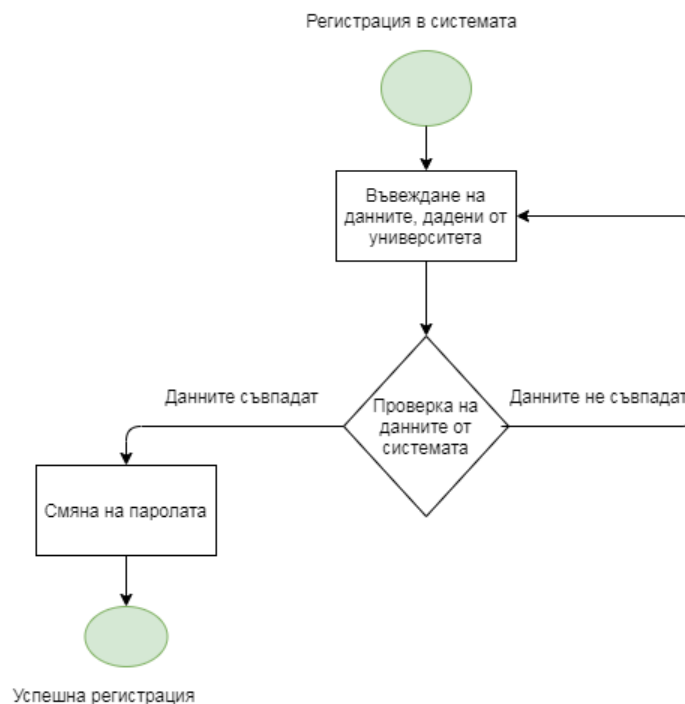 Регистрация в системата
Въвеждане на
данните, дадени от
университета
Данните съвпадат
Проверка на
данните от
системата
Данните не съвпадат
Смяна на паролата
Успешна регистрация